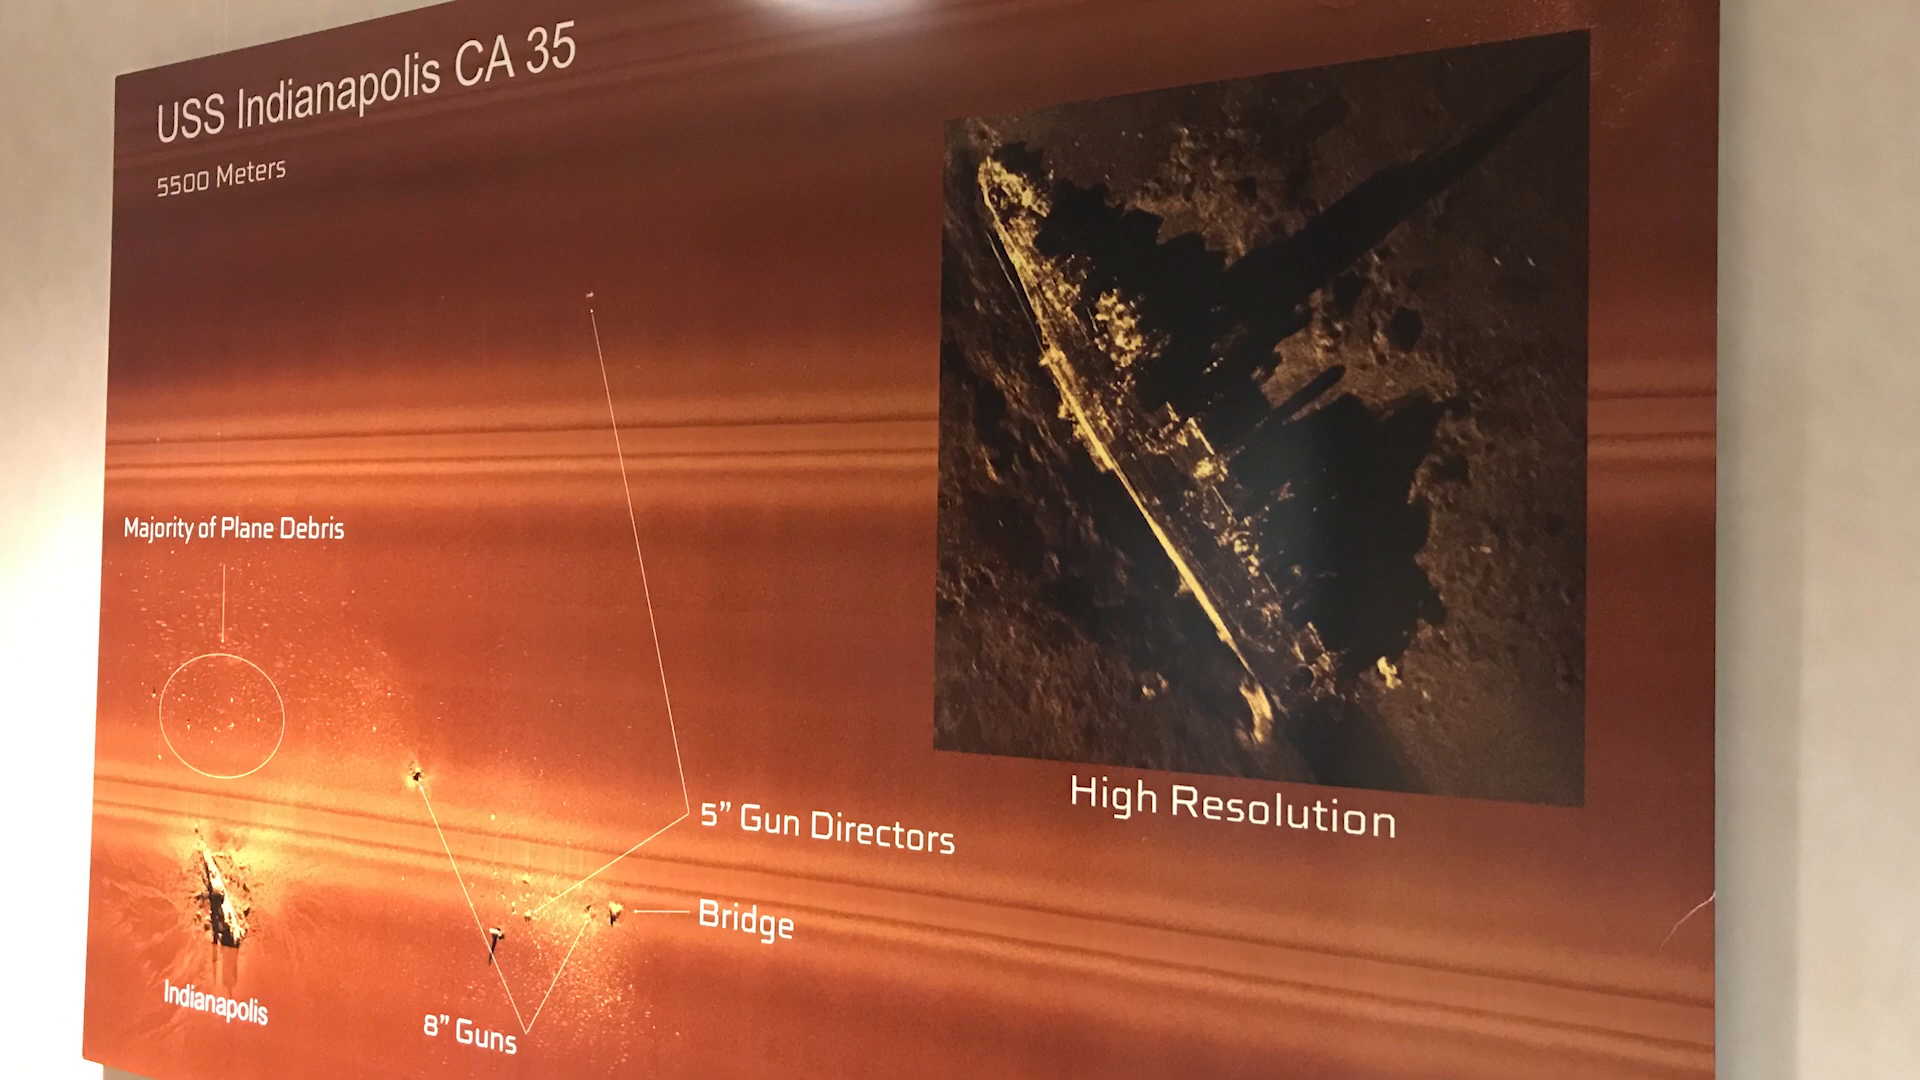 USS Indianapolis CA 35
5500 Meters
Majority of Plane Debris
High Resolution
5” Gun Directors
Bridge
Indianapolis
8” Guns